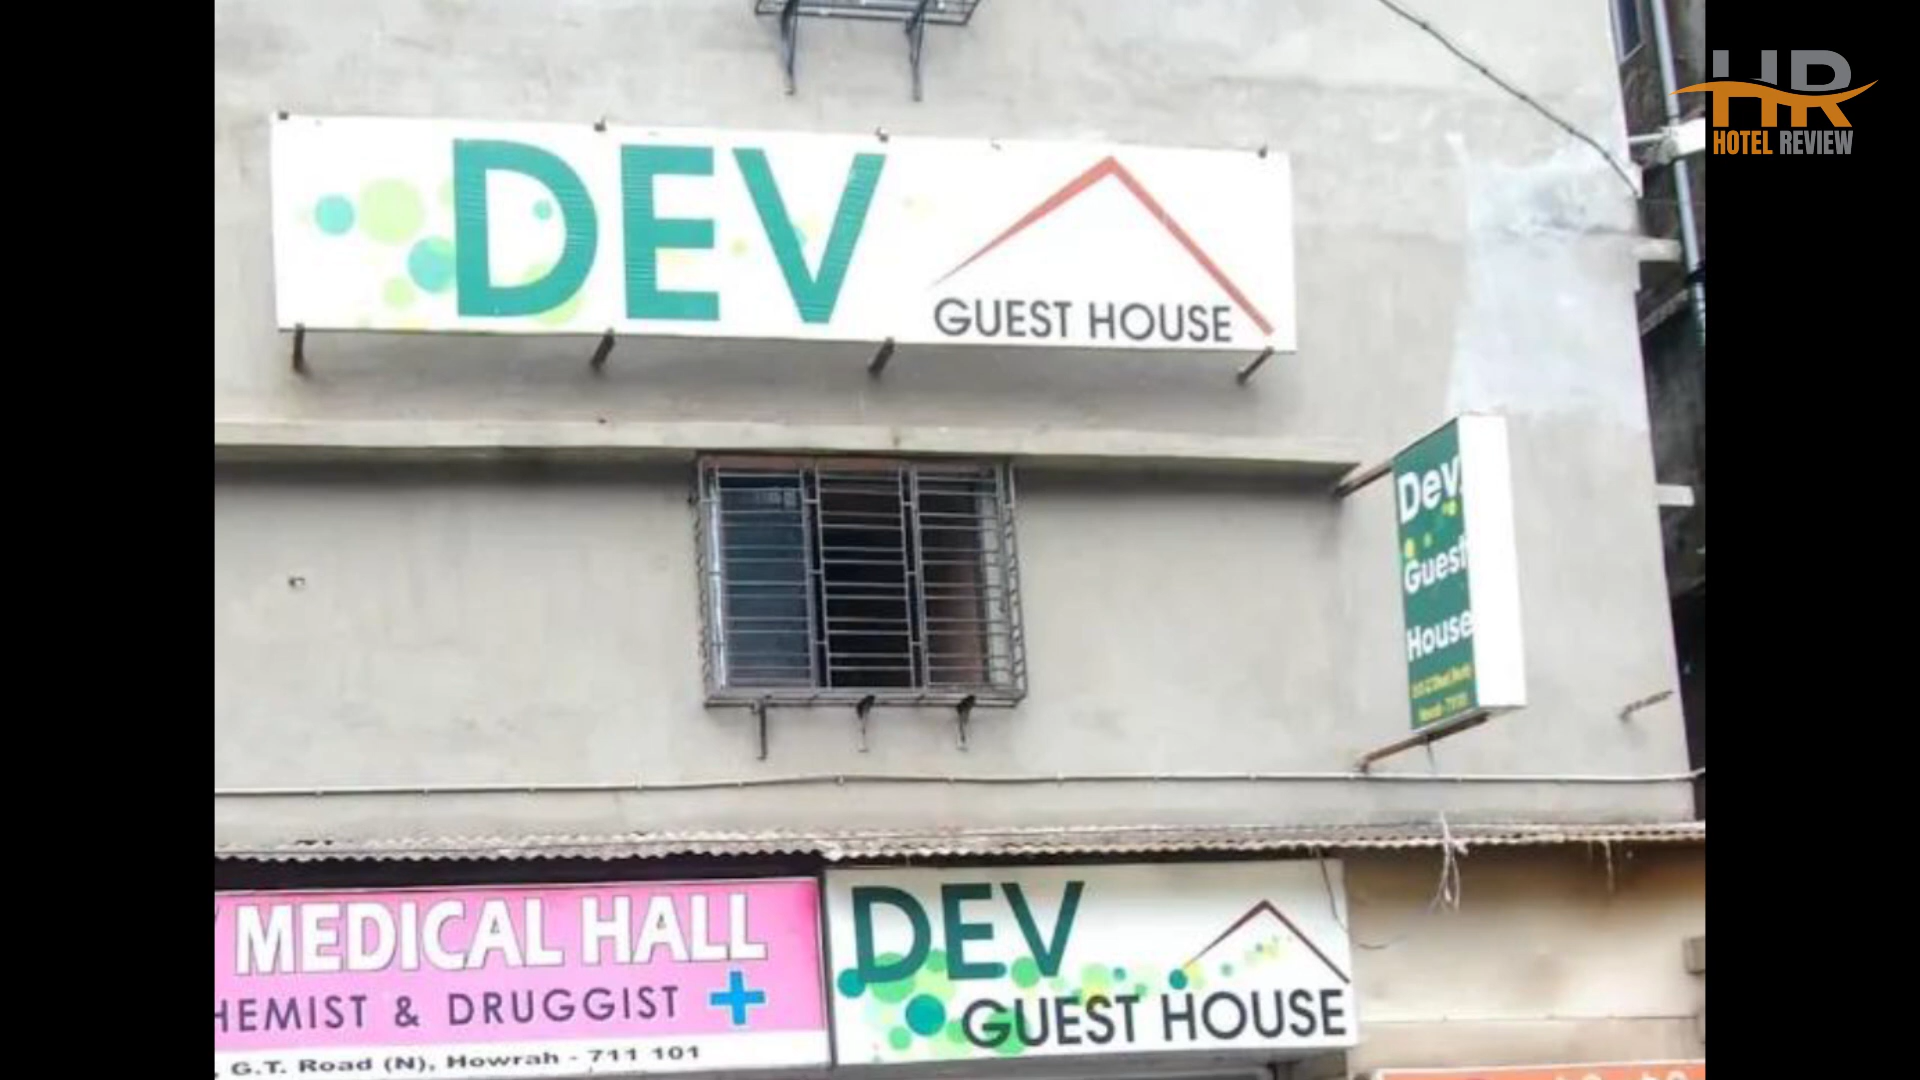 HR
HOTEL REVIEW
DEV
GUEST HOUSE
Dev
Guest
House
MEDICAL HALL
HEMIST & DRUGGIST
G.T. Road (N), Howrah - 711 101
DEV
GUEST HOUSE